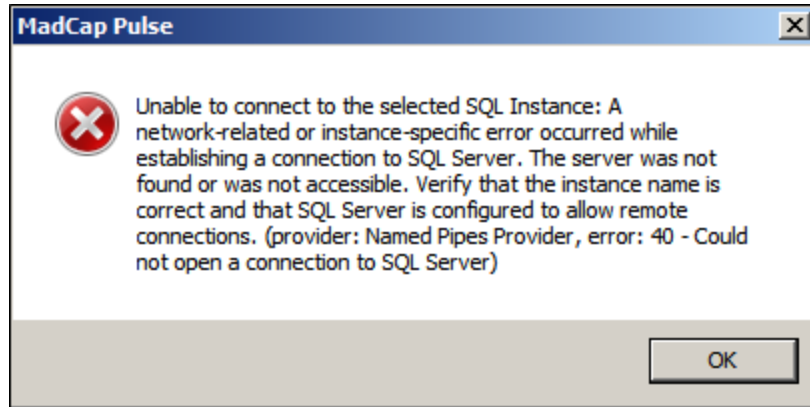 MadCap Pulse
Unable to connect to the selected SQL Instance: A
network-related or instance-specific error occurred while
establishing a connection to SQL Server. The server was not
found or was not accessible. Verify that the instance name is
correct and that SQL Server is configured to allow remote
connections. (provider: Named Pipes Provider, error: 40 - Could
not open a connection to SQL Server)
OK